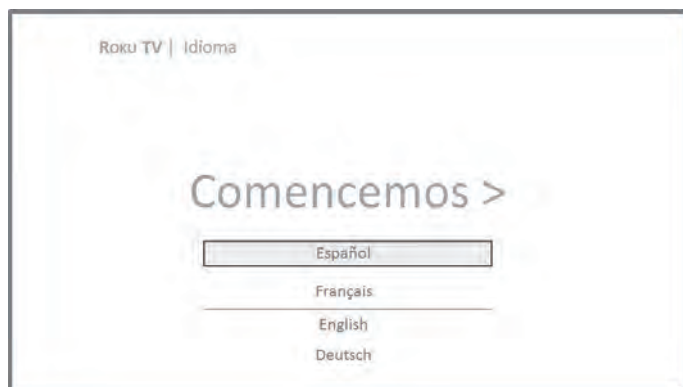 Roku TV | Idioma
Comencemos >
Español
Français
English
Deutsch